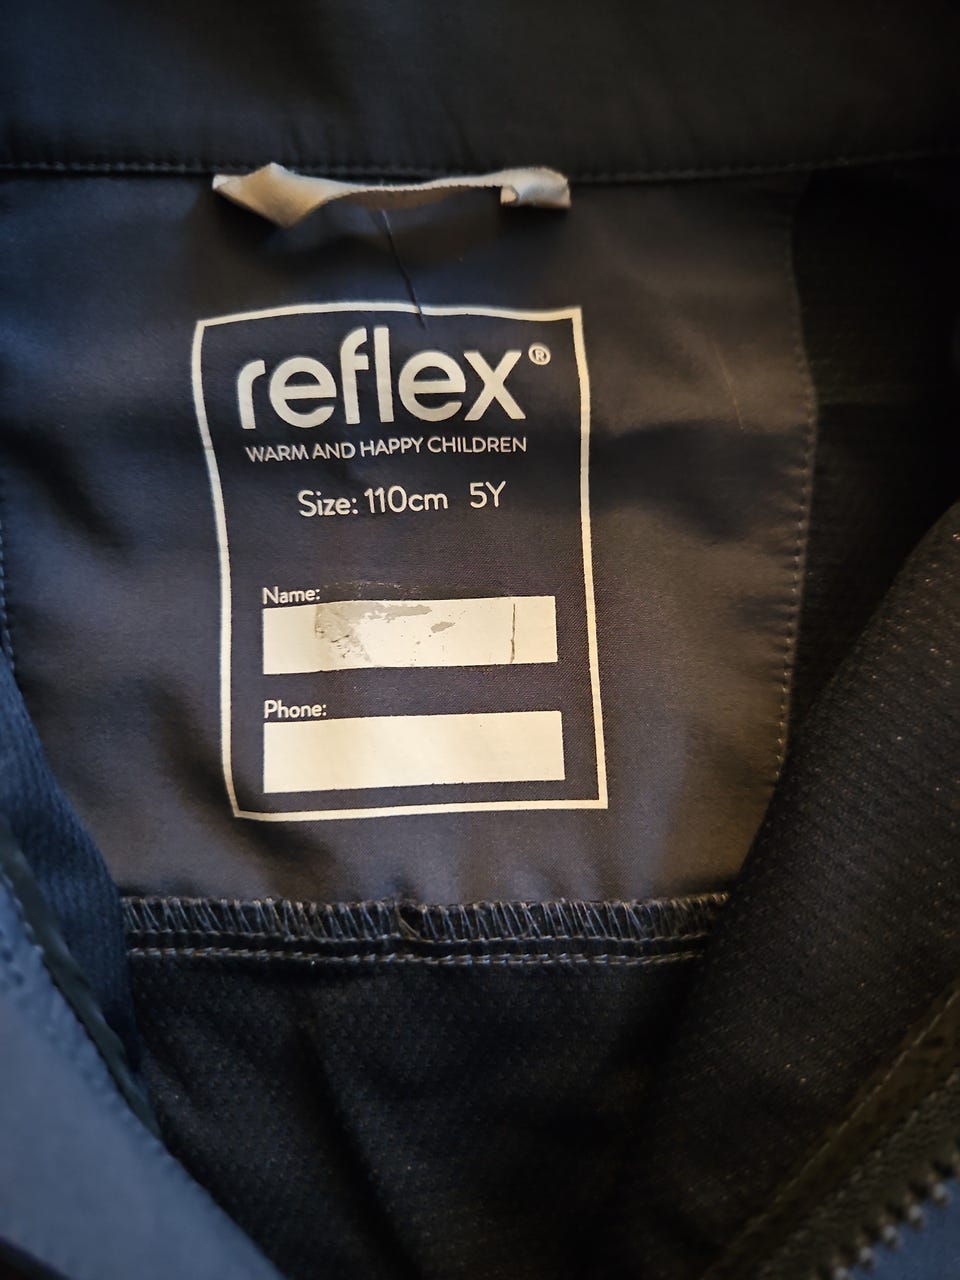 reflex®
WARM AND HAPPY CHILDREN
Size: 110cm 5Y
Name:
Phone: